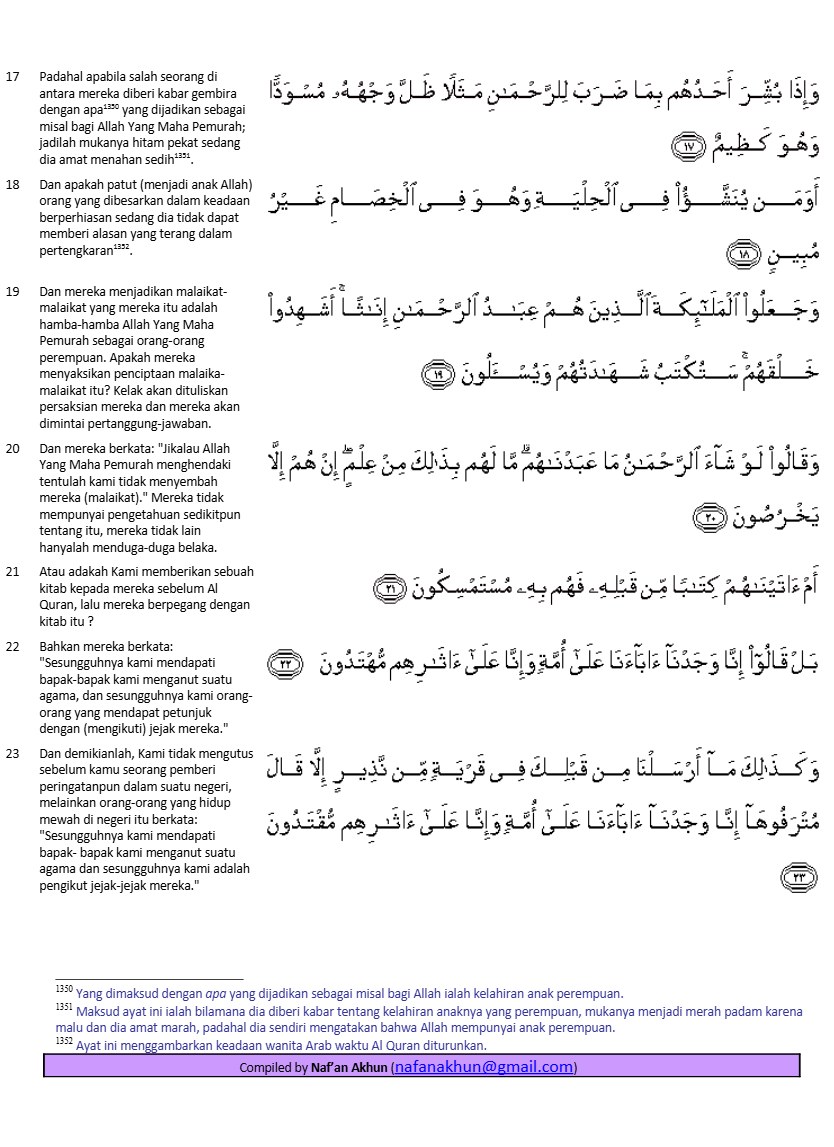 17 Padahal apabila salah seorang di
antara mereka diberi kabar gembira
dengan apa1350 yang dijadikan sebagai
misal bagi Allah Yang Maha Pemurah;
jadilah mukanya hitam pekat sedang
dia amat menahan sedih1351.
وَإِذَا بُشِّرَ أَحَدُهُم بِمَا ضَرَبَ لِلرَّحْمَـٰنِ مَثَلًا ظَلَّ وَجْهُهُۥ مُسْوَدًّا
وَهُوَ كَظِيمٌ ١٧
18 Dan apakah patut (menjadi anak Allah)
orang yang dibesarkan dalam keadaan
berperhiasan sedang dia tidak dapat
memberi alasan yang terang dalam
pertengkaran1352.
أَوَمَن يُنَشَّؤُا۟ فِى ٱلْحِلْيَةِ وَهُوَ فِى ٱلْخِصَامِ غَيْرُ
مُبِينٍ ١٨
19 Dan mereka menjadikan malaikat-
malaikat yang mereka itu adalah
hamba-hamba Allah Yang Maha
Pemurah sebagai orang-orang
perempuan. Apakah mereka
menyaksikan penciptaan malaika-
malaikat itu? Kelak akan dituliskan
persaksian mereka dan mereka akan
dimintai pertanggung-jawaban.
وَجَعَلُوا۟ ٱلْمَلَـٰٓئِكَةَ ٱلَّذِينَ هُمْ عِبَـٰدُ ٱلرَّحْمَـٰنِ إِنَـٰثًا ۚ أَشَهِدُوا۟
خَلْقَهُمْ ۚ سَتُكْتَبُ شَهَـٰدَتُهُمْ وَيُسْـَٔلُونَ ١٩
20 Dan mereka berkata: "Jikalau Allah
Yang Maha Pemurah menghendaki
tentulah kami tidak menyembah
mereka (malaikat)." Mereka tidak
mempunyai pengetahuan sedikitpun
tentang itu, mereka tidak lain
hanyalah menduga-duga belaka.
وَقَالُوا۟ لَوْ شَآءَ ٱلرَّحْمَـٰنُ مَا عَبَدْنَـٰهُم ۗ مَّا لَهُم بِذَٰلِكَ مِنْ عِلْمٍ ۖ إِنْ هُمْ إِلَّا
يَخْرُصُونَ ٢٠
21 Atau adakah Kami memberikan sebuah
kitab kepada mereka sebelum Al
Quran, lalu mereka berpegang dengan
kitab itu ?
أَمْ ءَاتَيْنَـٰهُمْ كِتَـٰبًا مِّن قَبْلِهِۦ فَهُم بِهِۦ مُسْتَمْسِكُونَ ٢١
22 Bahkan mereka berkata:
"Sesungguhnya kami mendapati
bapak-bapak kami menganut suatu
agama, dan sesungguhnya kami orang-
orang yang mendapat petunjuk
dengan (mengikuti) jejak mereka."
بَلْ قَالُوٓا۟ إِنَّا وَجَدْنَآ ءَابَآءَنَا عَلَىٰٓ أُمَّةٍ وَإِنَّا عَلَىٰٓ ءَاثَـٰرِهِم مُّهْتَدُونَ ٢٢
23 Dan demikianlah, Kami tidak mengutus
sebelum kamu seorang pemberi
peringatanpun dalam suatu negeri,
melainkan orang-orang yang hidup
mewah di negeri itu berkata:
"Sesungguhnya kami mendapati
bapak- bapak kami menganut suatu
agama dan sesungguhnya kami adalah
pengikut jejak-jejak mereka."
وَكَذَٰلِكَ مَآ أَرْسَلْنَا مِن قَبْلِكَ فِى قَرْيَةٍ مِّن نَّذِيرٍ إِلَّا قَالَ
مُتْرَفُوهَآ إِنَّا وَجَدْنَآ ءَابَآءَنَا عَلَىٰٓ أُمَّةٍ وَإِنَّا عَلَىٰٓ ءَاثَـٰرِهِم مُّقْتَدُونَ
٢٣
1350 Yang dimaksud dengan apa yang dijadikan sebagai misal bagi Allah ialah kelahiran anak perempuan.
1351 Maksud ayat ini ialah bilamana dia diberi kabar tentang kelahiran anaknya yang perempuan, mukanya menjadi merah padam karena
malu dan dia amat marah, padahal dia sendiri mengatakan bahwa Allah mempunyai anak perempuan.
1352 Ayat ini menggambarkan keadaan wanita Arab waktu Al Quran diturunkan.
Compiled by Naf'an Akhun (nafanakhun@gmail.com)